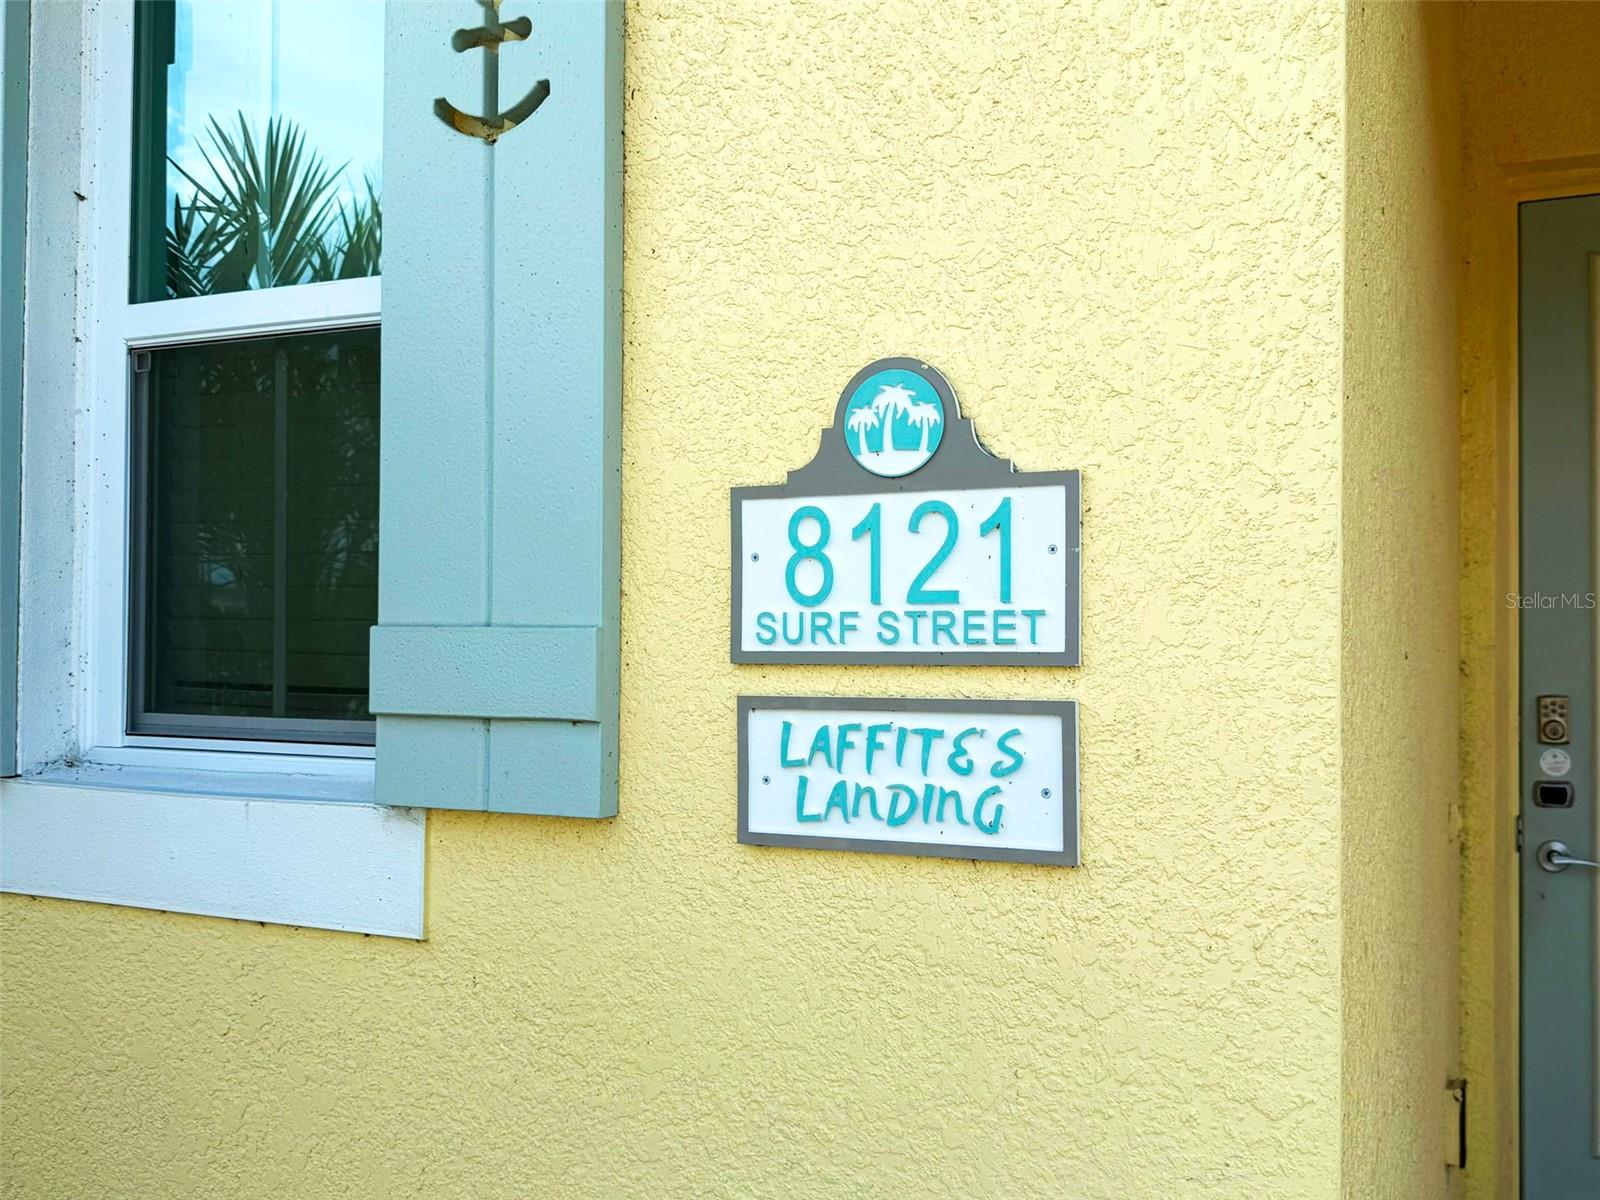 8121
SURF STREET
LAFFITE'S
LANDING
StellarMLS